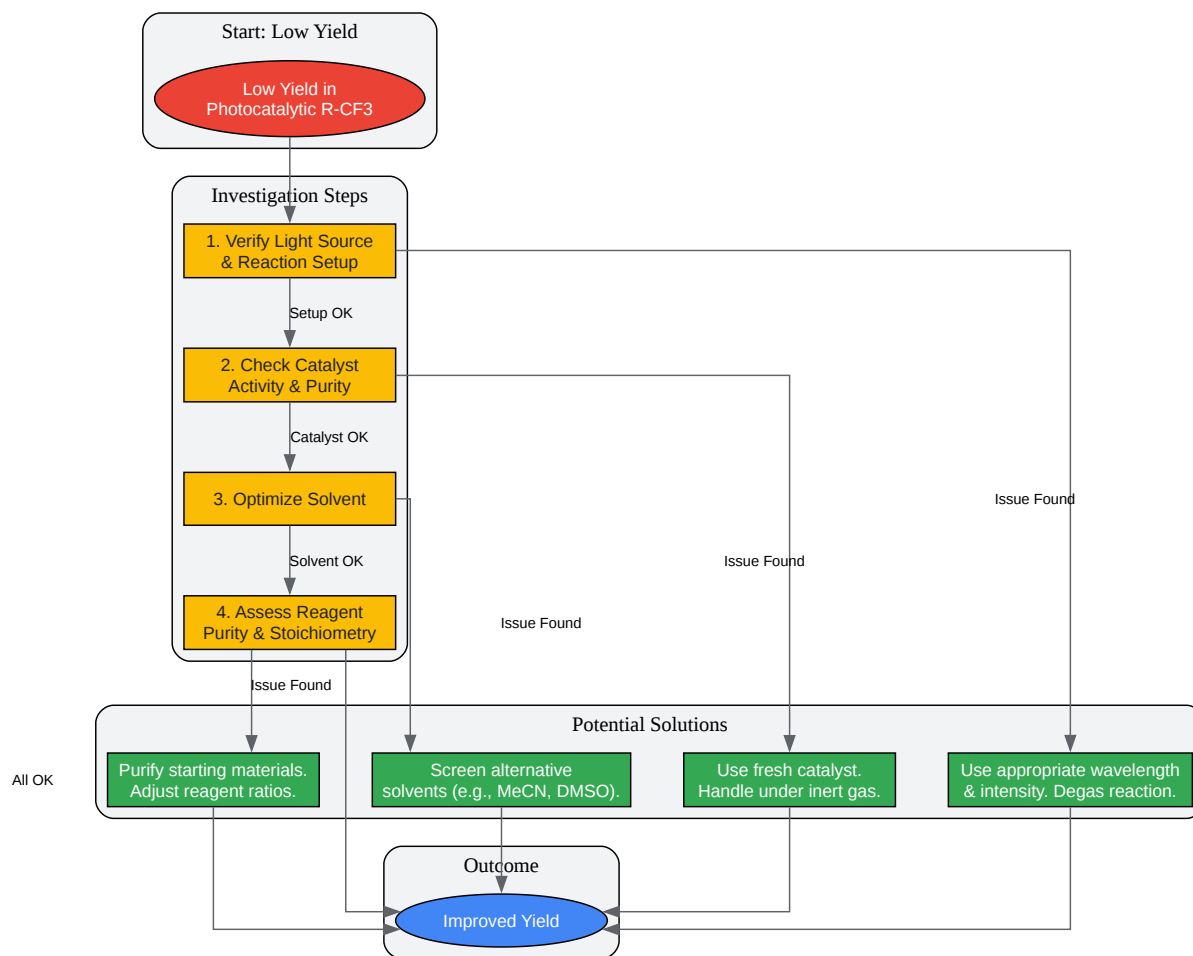 Start: Low Yield
Low Yield in
Photocatalytic R-CF3
Investigation Steps
1. Verify Light Source
& Reaction Setup
Setup OK
2. Check Catalyst
Activity & Purity
Catalyst OK
3. Optimize Solvent
Issue Found
Solvent OK
Issue Found
4. Assess Reagent
Purity & Stoichiometry
Issue Found
Issue Found
Potential Solutions
All OK
Purify starting materials.
Adjust reagent ratios.
Screen alternative
solvents (e.g., MeCN, DMSO).
Use fresh catalyst.
Handle under inert gas.
Use appropriate wavelength
& intensity. Degas reaction.
Outcome
Improved Yield